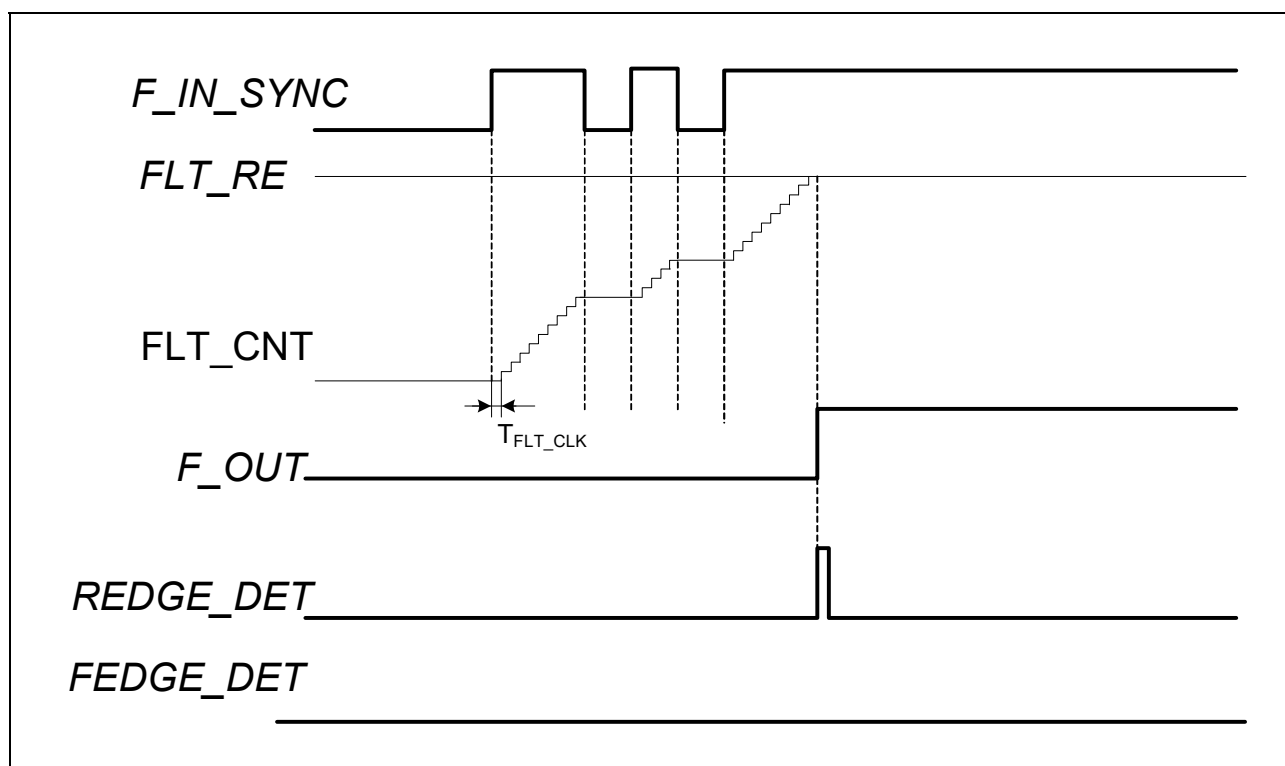 F_IN_SYNC
FLT_RE
FLT_CNT
TFLT_CLK
F_OUT
REDGE_DET
FEDGE_DET